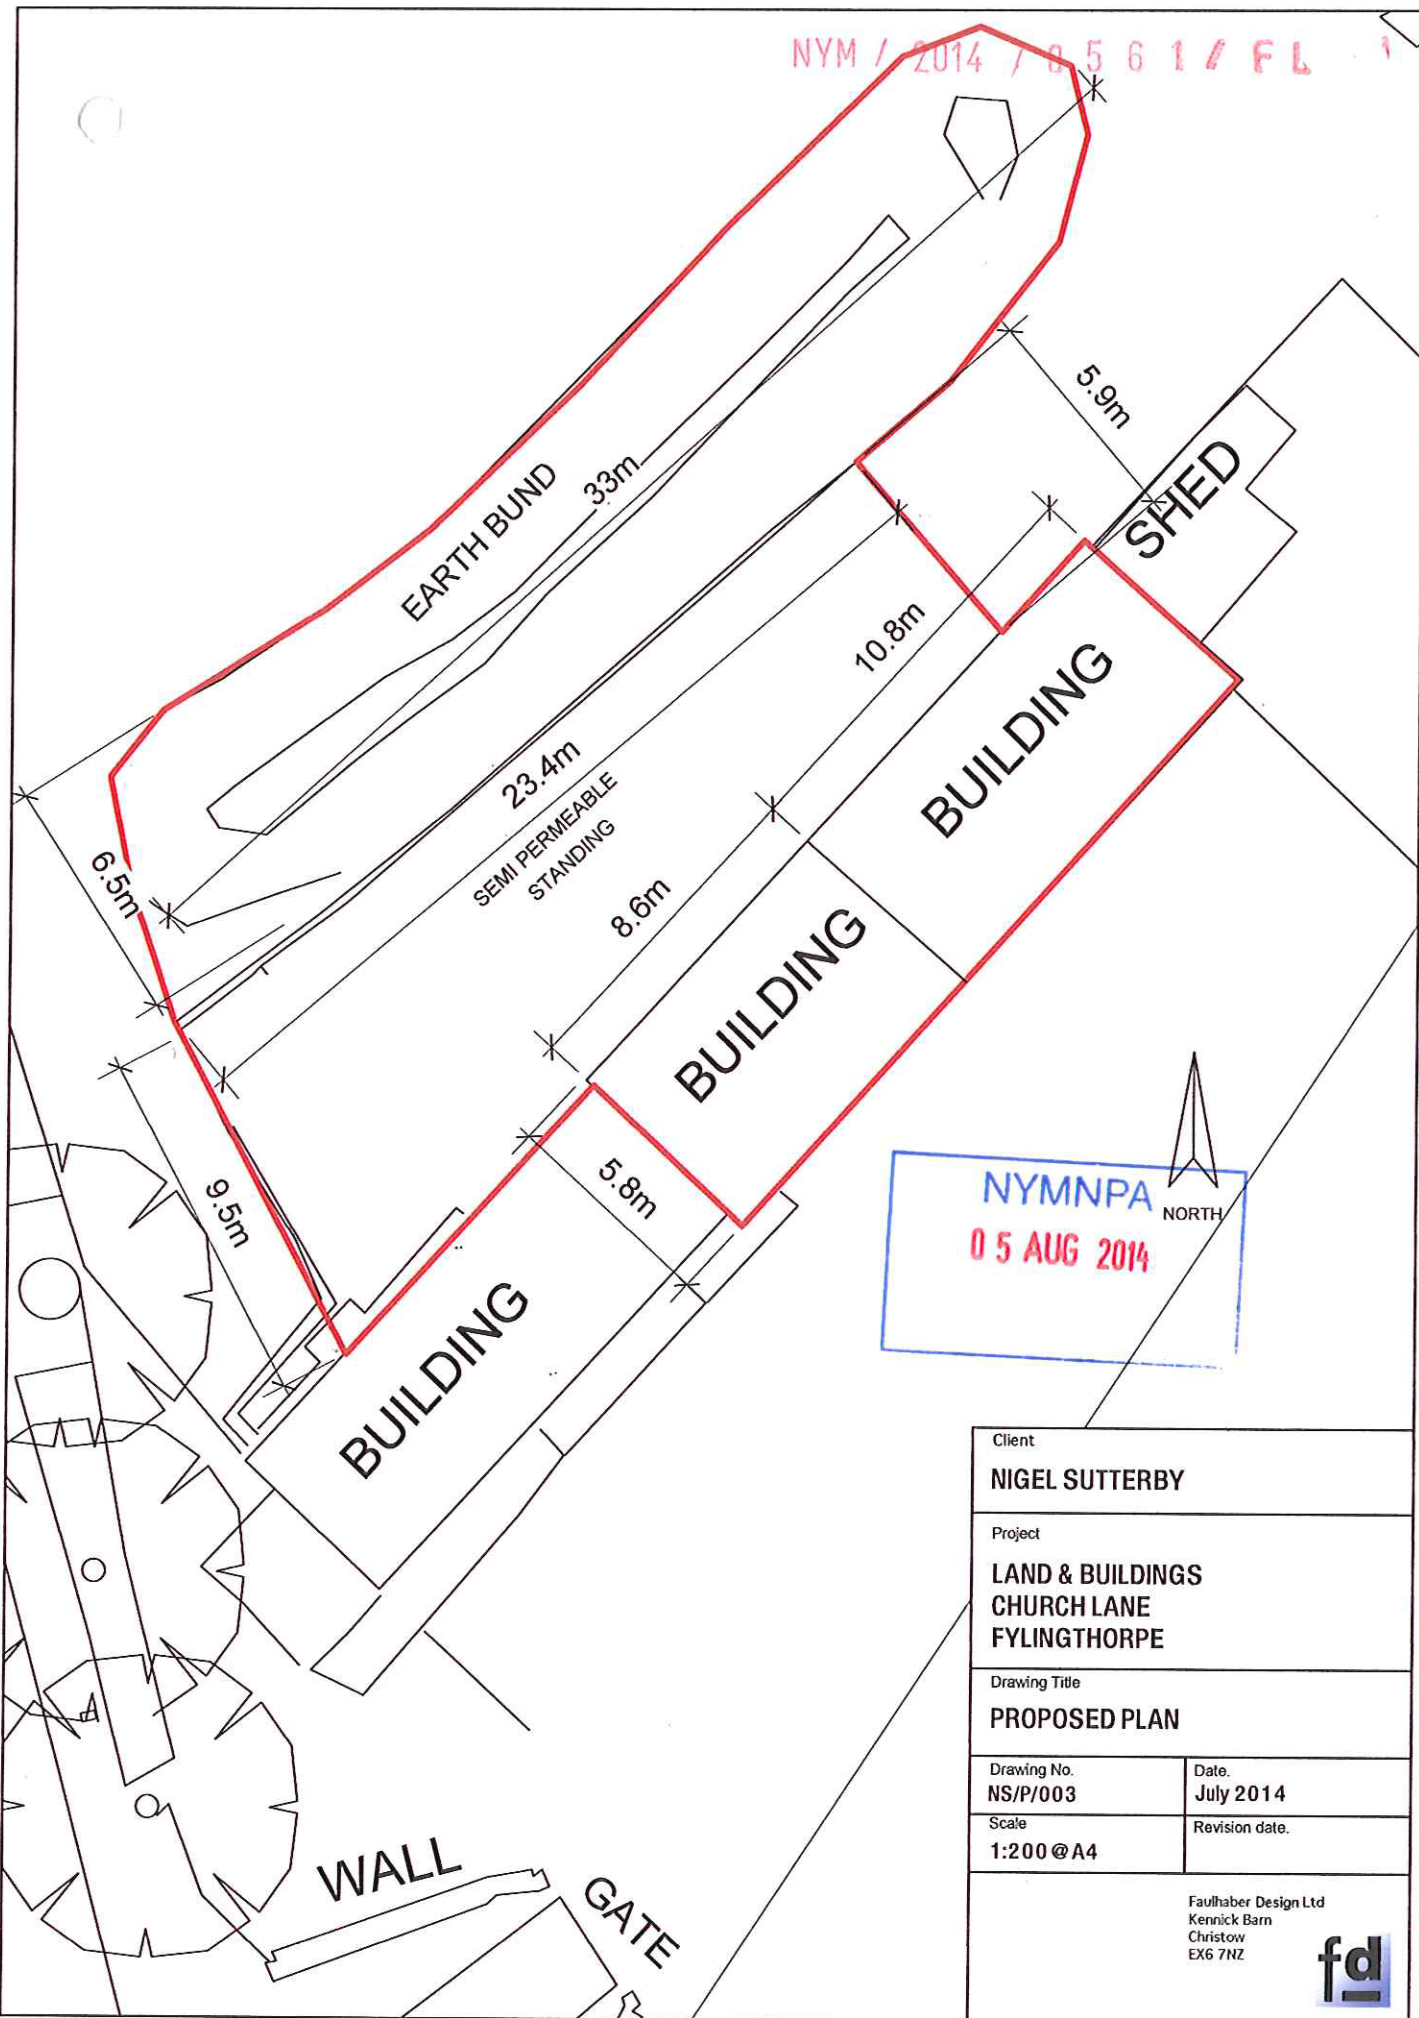 NYM / 2014 / 0 5 6 1 / FL
5.9m
SHED
33m
EARTH BUND
10.8m
BUILDING
23.4m
SEMI PERMEABLE
STANDING
6.5m
8.6m
BUILDING
9.5m
5.8m
BUILDING
NYMNPA
05 AUG 2014
NORTH
Client
NIGEL SUTTERBY
Project
LAND & BUILDINGS
CHURCH LANE
FYLINGTHORPE
Drawing Title
PROPOSED PLAN
Drawing No.
NS/P/003
Date.
July 2014
Scale
1:200@A4
Revision date.
WALL
GATE
Faulhaber Design Ltd
Kennick Barn
Christow
EX6 7NZ
fd